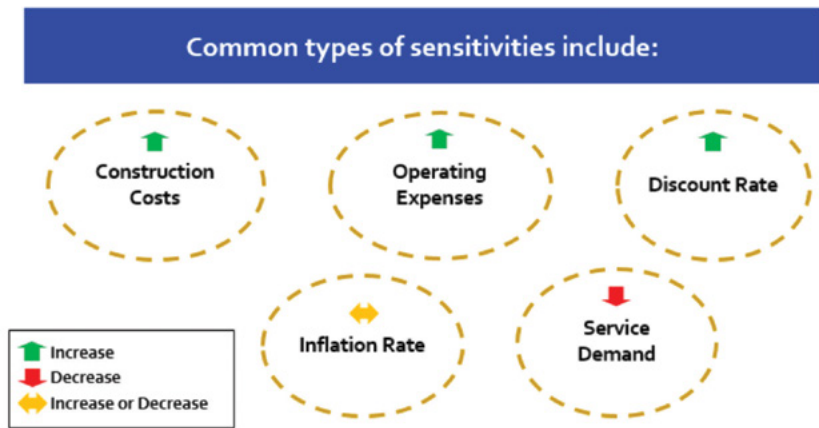 Common types of sensitivities include:
Construction
Costs
Operating
Expenses
Discount Rate
Inflation Rate
Service
Demand
Increase
Decrease
Increase or Decrease